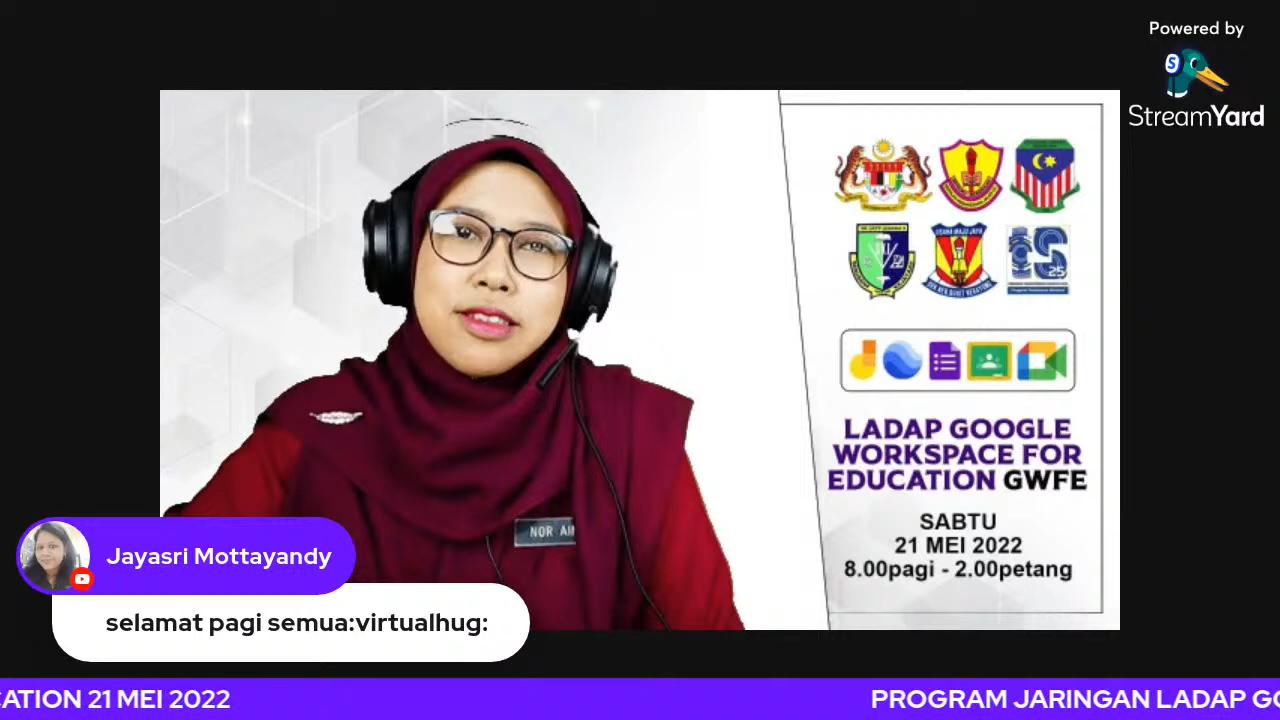 Powered by
StreamYard
LADAP GOOGLE
WORKSPACE FOR
EDUCATION GWFE
SABTU
21 MEI 2022
8.00pagi - 2.00petang
NOR
Jayasri Mottayandy
selamat pagi semua:virtualhug:
CATION 21 MEI 2022
PROGRAM JARINGAN LADAP GO